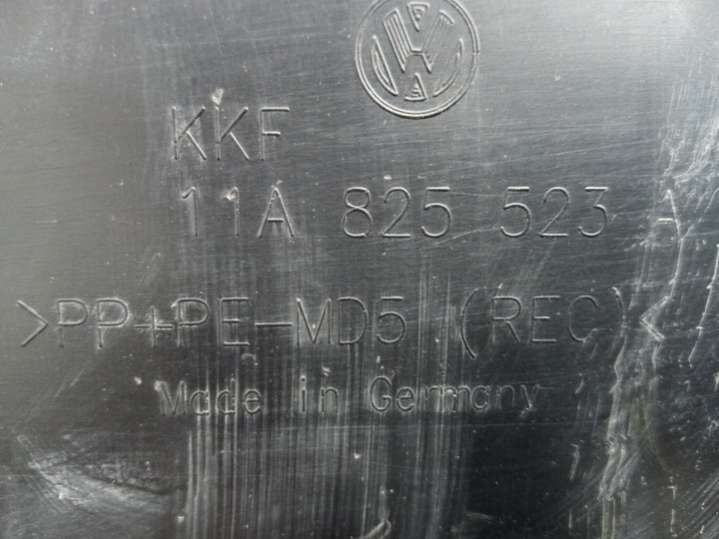 KKF
11A 825 523
>PP+PE-MD5 (REC)<
Made in Germany